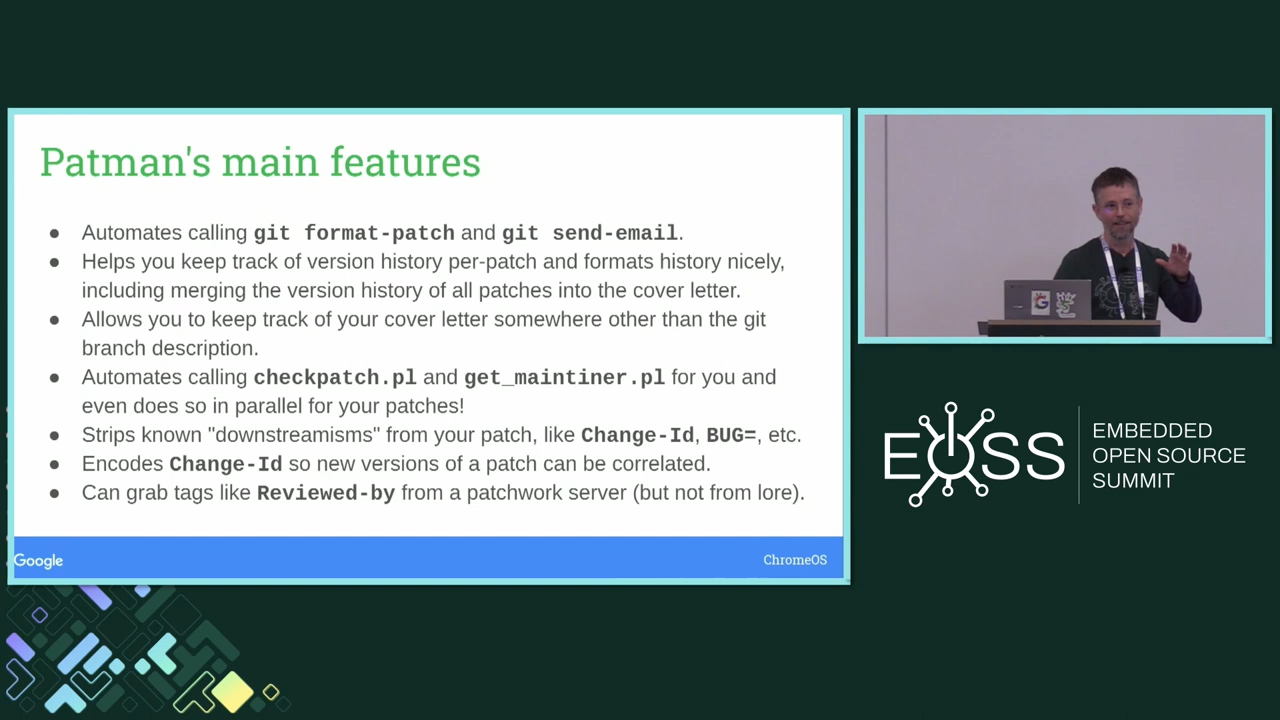 Patman's main features
● Automates calling git format-patch and git send-email.
● Helps you keep track of version history per-patch and formats history nicely,
including merging the version history of all patches into the cover letter.
● Allows you to keep track of your cover letter somewhere other than the git
branch description.
● Automates calling checkpatch.pl and get_maintiner.pl for you and
even does so in parallel for your patches!
● Strips known "downstreamisms" from your patch, like Change-Id, BUG=, etc.
● Encodes Change-Id so new versions of a patch can be correlated.
● Can grab tags like Reviewed-by from a patchwork server (but not from lore).
Google
ChromeOS
G
EOSS
EMBEDDED
OPEN SOURCE
SUMMIT